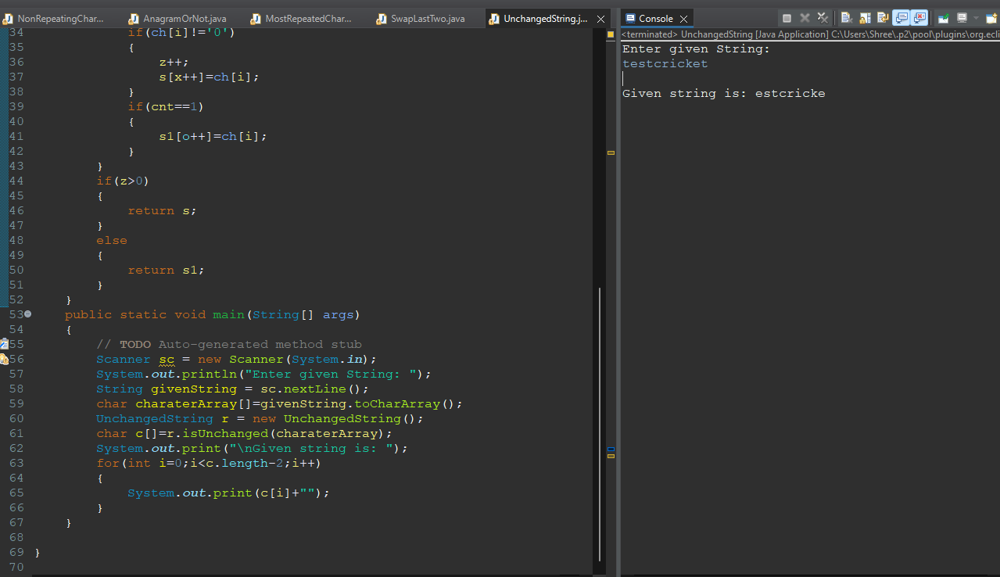 NonRepeatingChar...
AnagramOrNot.java
MostRepeatedChar...
SwapLastTwo.java
UnchangedString.j...
34 if(ch[i]!='0')
35 {
36 z++;
37 s[x++]=ch[i];
38 }
39 if(cnt==1)
40 {
41 s1[o++]=ch[i];
42 }
43 }
44 if(z>0)
45 {
46 return s;
47 }
48 else
49 {
50 return s1;
51 }
52 }
53 public static void main(String[] args)
54 {
55 // TODO Auto-generated method stub
56 Scanner sc = new Scanner(System.in);
57 System.out.println("Enter given String: ");
58 String givenString = sc.nextLine();
59 char charaterArray[]=givenString.toCharArray();
60 UnchangedString r = new UnchangedString();
61 char c[]=r.isUnchanged(charaterArray);
62 System.out.print("\nGiven string is: ");
63 for(int i=0;i<c.length-2;i++)
64 {
65 System.out.print(c[i]+"");
66 }
67 }
68
69 }
70
Console
<terminated> UnchangedString [Java Application] C:\Users\Shree\.p2\pool\plugins\org.ecli
Enter given String:
testcricket
Given string is: estcricke